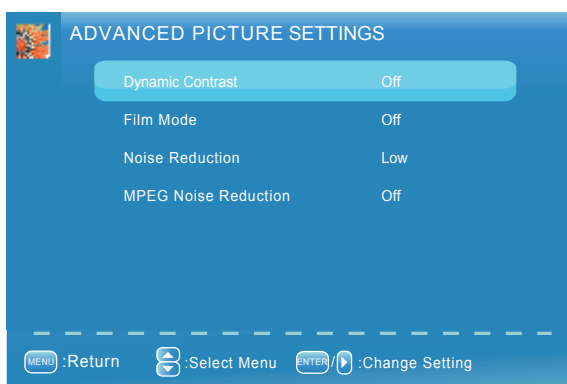 ADVANCED PICTURE SETTINGS
Dynamic Contrast Off
Film Mode Off
Noise Reduction Low
MPEG Noise Reduction Off
MENU :Return :Select Menu ENTER / :Change Setting